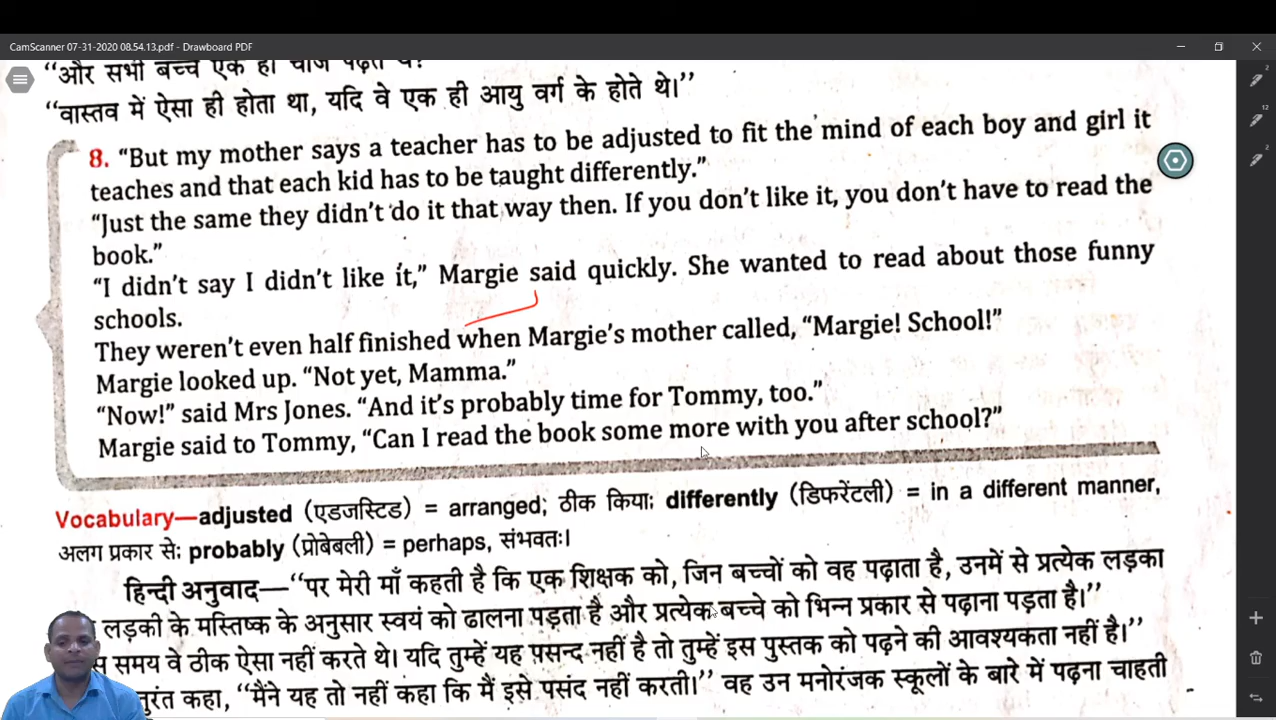 CamScanner 07-31-2020 08.54.13.pdf - Drawboard PDF
“और सभी बच्चे एक ही चीज पढ़ते थे?
“वास्तव में ऐसा ही होता था, यदि वे एक ही आयु वर्ग के होते थे।”
8. “But my mother says a teacher has to be adjusted to fit the mind of each boy and girl it
teaches and that each kid has to be taught differently.”
“Just the same they didn’t do it that way then. If you don’t like it, you don’t have to read the
book.”
“I didn’t say I didn’t like it,” Margie said quickly. She wanted to read about those funny
schools.
They weren’t even half finished when Margie’s mother called, “Margie! School!”
Margie looked up. “Not yet, Mamma.”
“Now!” said Mrs Jones. “And it’s probably time for Tommy, too.”
Margie said to Tommy, “Can I read the book some more with you after school?”
Vocabulary—adjusted (एडजस्टिड) = arranged; ठीक किया; differently (डिफरेंटली) = in a different manner,
अलग प्रकार से; probably (प्रोबेबली) = perhaps, संभवतः।
हिन्दी अनुवाद—“पर मेरी माँ कहती है कि एक शिक्षक को, जिन बच्चों को वह पढ़ाता है, उनमें से प्रत्येक लड़का
लड़की के मस्तिष्क के अनुसार स्वयं को ढालना पड़ता है और प्रत्येक बच्चे को भिन्न प्रकार से पढ़ाना पड़ता है।”
समय वे ठीक ऐसा नहीं करते थे। यदि तुम्हें यह पसन्द नहीं है तो तुम्हें इस पुस्तक को पढ़ने की आवश्यकता नहीं है।”
तुरंत कहा, “मैंने यह तो नहीं कहा कि मैं इसे पसंद नहीं करती।” वह उन मनोरंजक स्कूलों के बारे में पढ़ना चाहती
2
12
2